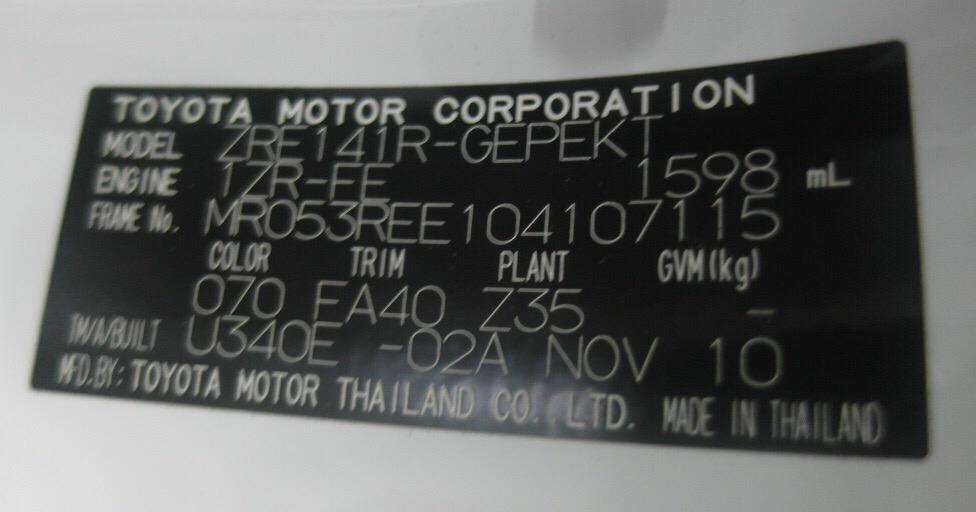 TOYOTA MOTOR CORPORATION
MODEL ZRE141R-GEPEKT
ENGINE 1ZR-FE 1598 mL
FRAME No. MR053REE104107115
COLOR TRIM PLANT GVM(kg)
070 FA40 Z35 -
TM/A/BUILT U340E -02A NOV 10
MFD.BY: TOYOTA MOTOR THAILAND CO., LTD. MADE IN THAILAND